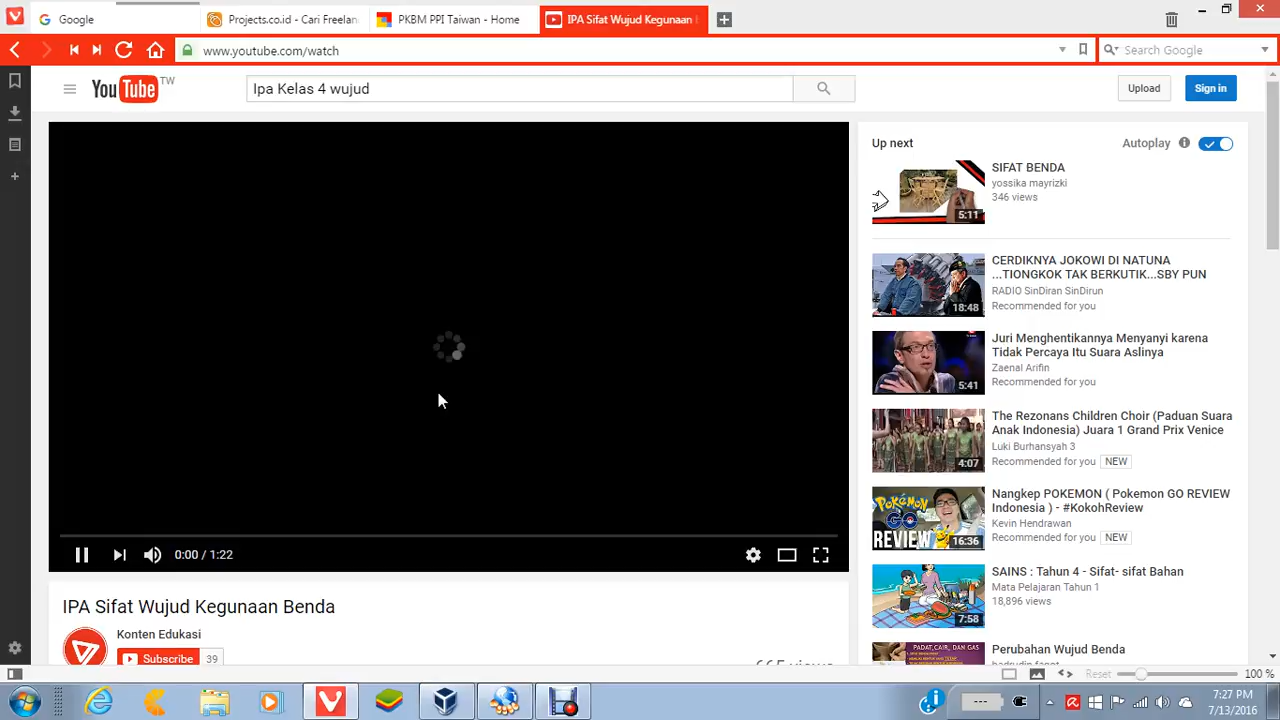 Google
Projects.co.id - Cari Freelan
PKBM PPI Taiwan - Home
IPA Sifat Wujud Kegunaan
www.youtube.com/watch
Search Google
YouTube TW
Ipa Kelas 4 wujud
Upload
Sign in
Up next
Autoplay
SIFAT BENDA
yossika mayrizki
346 views
5:11
CERDIKNYA JOKOWI DI NATUNA
...TIONGKOK TAK BERKUTIK...SBY PUN
RADIO SinDiran SinDirun
Recommended for you
18:48
Juri Menghentikannya Menyanyi karena
Tidak Percaya Itu Suara Aslinya
Zaenal Arifin
Recommended for you
5:41
The Rezonans Children Choir (Paduan Suara
Anak Indonesia) Juara 1 Grand Prix Venice
Luki Burhansyah 3
Recommended for you NEW
4:07
Nangkep POKEMON ( Pokemon GO REVIEW
Indonesia ) - #KokohReview
Kevin Hendrawan
Recommended for you NEW
POKéMON
GO
REVIEW
16:36
SAINS : Tahun 4 - Sifat- sifat Bahan
Mata Pelajaran Tahun 1
18,896 views
7:58
Perubahan Wujud Benda
PADAT,CAIR, DAN GAS
0:00 / 1:22
IPA Sifat Wujud Kegunaan Benda
Konten Edukasi
Subscribe 39
Reset
100 %
7:27 PM
7/13/2016